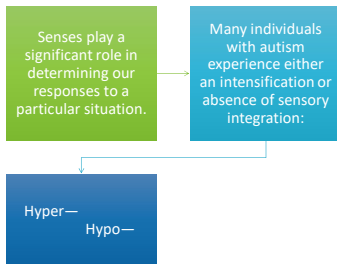 Senses play a
significant role in
determining our
responses to a
particular situation.
Many individuals
with autism
experience either
an intensification or
absence of sensory
integration:
Hyper—
Hypo—